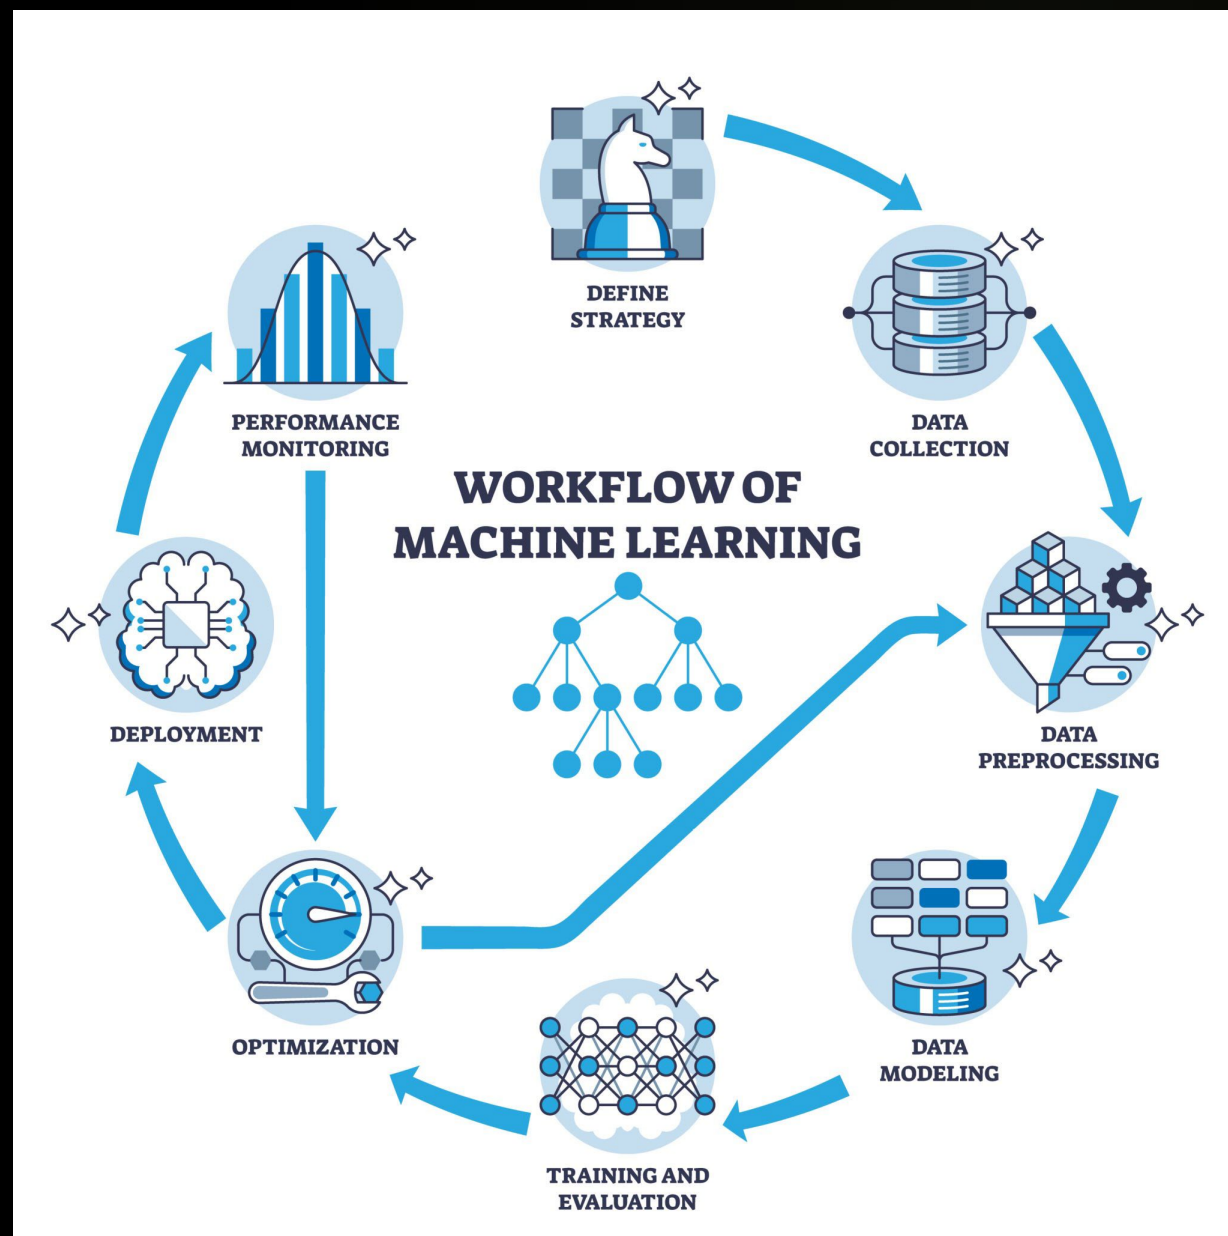 DEFINE
STRATEGY
DATA
COLLECTION
PERFORMANCE
MONITORING
WORKFLOW OF
MACHINE LEARNING
DEPLOYMENT
DATA
PREPROCESSING
OPTIMIZATION
DATA
MODELING
TRAINING AND
EVALUATION